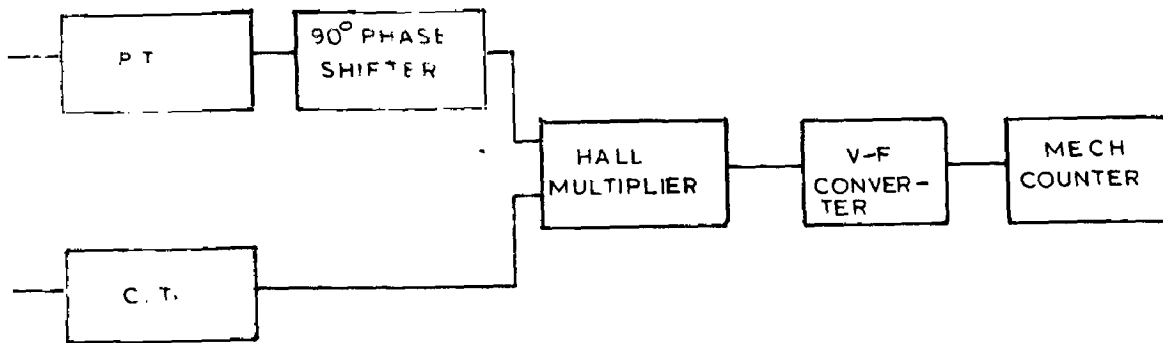 P T
90° PHASE
SHIFTER
HALL
MULTIPLIER
V-F
CONVER-
TER
MECH
COUNTER
C. T.